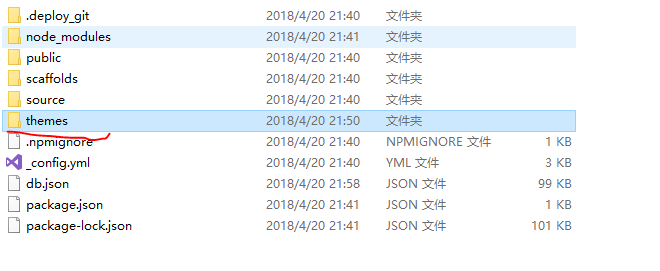 .deploy_git 2018/4/20 21:40 文件夹
node_modules 2018/4/20 21:41 文件夹
public 2018/4/20 21:40 文件夹
scaffolds 2018/4/20 21:40 文件夹
source 2018/4/20 21:40 文件夹
themes 2018/4/20 21:50 文件夹
.npmignore 2018/4/20 21:40 NPMIGNORE 文件 1 KB
_config.yml 2018/4/20 21:40 YML 文件 3 KB
db.json 2018/4/20 21:58 JSON 文件 99 KB
package.json 2018/4/20 21:41 JSON 文件 1 KB
package-lock.json 2018/4/20 21:41 JSON 文件 101 KB